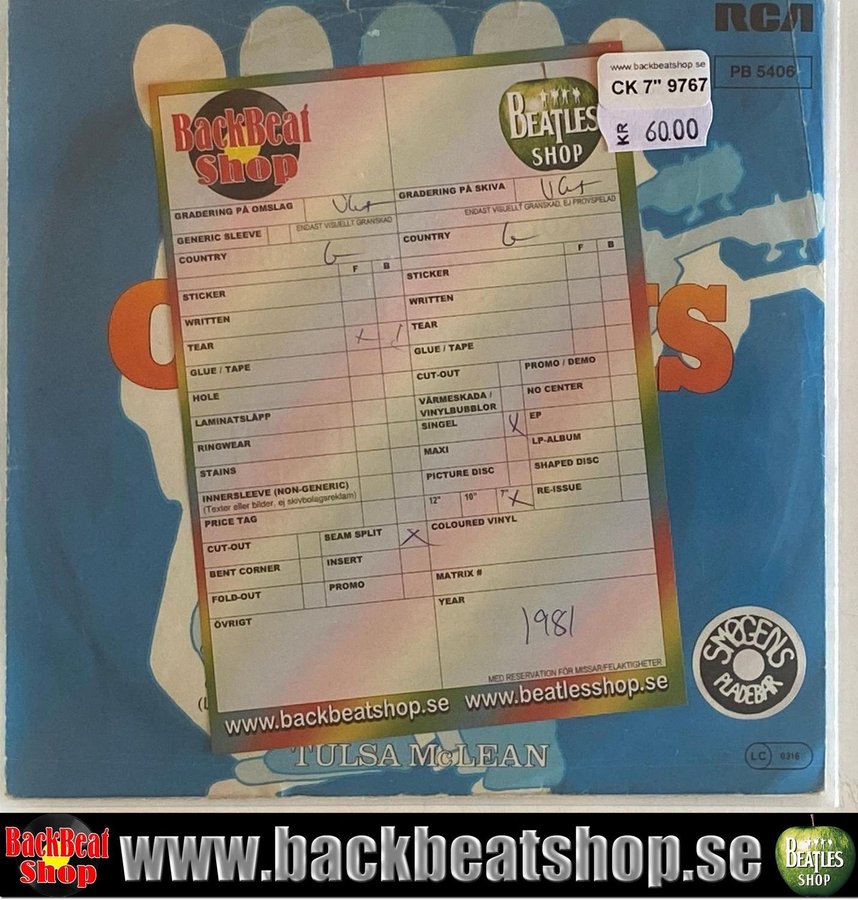 RCA
PB 5406
www.backbeatshop.se
CK 7" 9767
KR 60.00
BackBeat
Shop
BEATLES
SHOP
GRADERING PÅ OMSLAG
ENDAST VISUELLT GRANSKAD
GENERIC SLEEVE
COUNTRY G
F B
STICKER
WRITTEN
TEAR X
GLUE / TAPE
HOLE
LAMINATSLÄPP
RINGWEAR
STAINS
INNERSLEEVE (NON-GENERIC)
(Texter eller bilder, ej skivbolagsreklam)
PRICE TAG
CUT-OUT
SEAM SPLIT X
BENT CORNER
INSERT
FOLD-OUT
PROMO
ÖVRIGT
GRADERING PÅ SKIVA
ENDAST VISUELLT GRANSKAD, EJ PROVSPELAD
COUNTRY G
F B
STICKER
WRITTEN
TEAR
GLUE / TAPE
CUT-OUT
PROMO / DEMO
VÄRMESKADA /
VINYLBUBBLOR
NO CENTER
SINGEL X
EP
MAXI
LP-ALBUM
PICTURE DISC
SHAPED DISC
12" 10" 7" X
RE-ISSUE
COLOURED VINYL
MATRIX #
YEAR
1981
MED RESERVATION FÖR MISSAR/FELAKTIGHETER
www.backbeatshop.se www.beatlesshop.se
SMØGENS
PLADEBAR
TULSA McLEAN
LC 0316
BackBeat
Shop
www.backbeatshop.se
BEATLES
SHOP